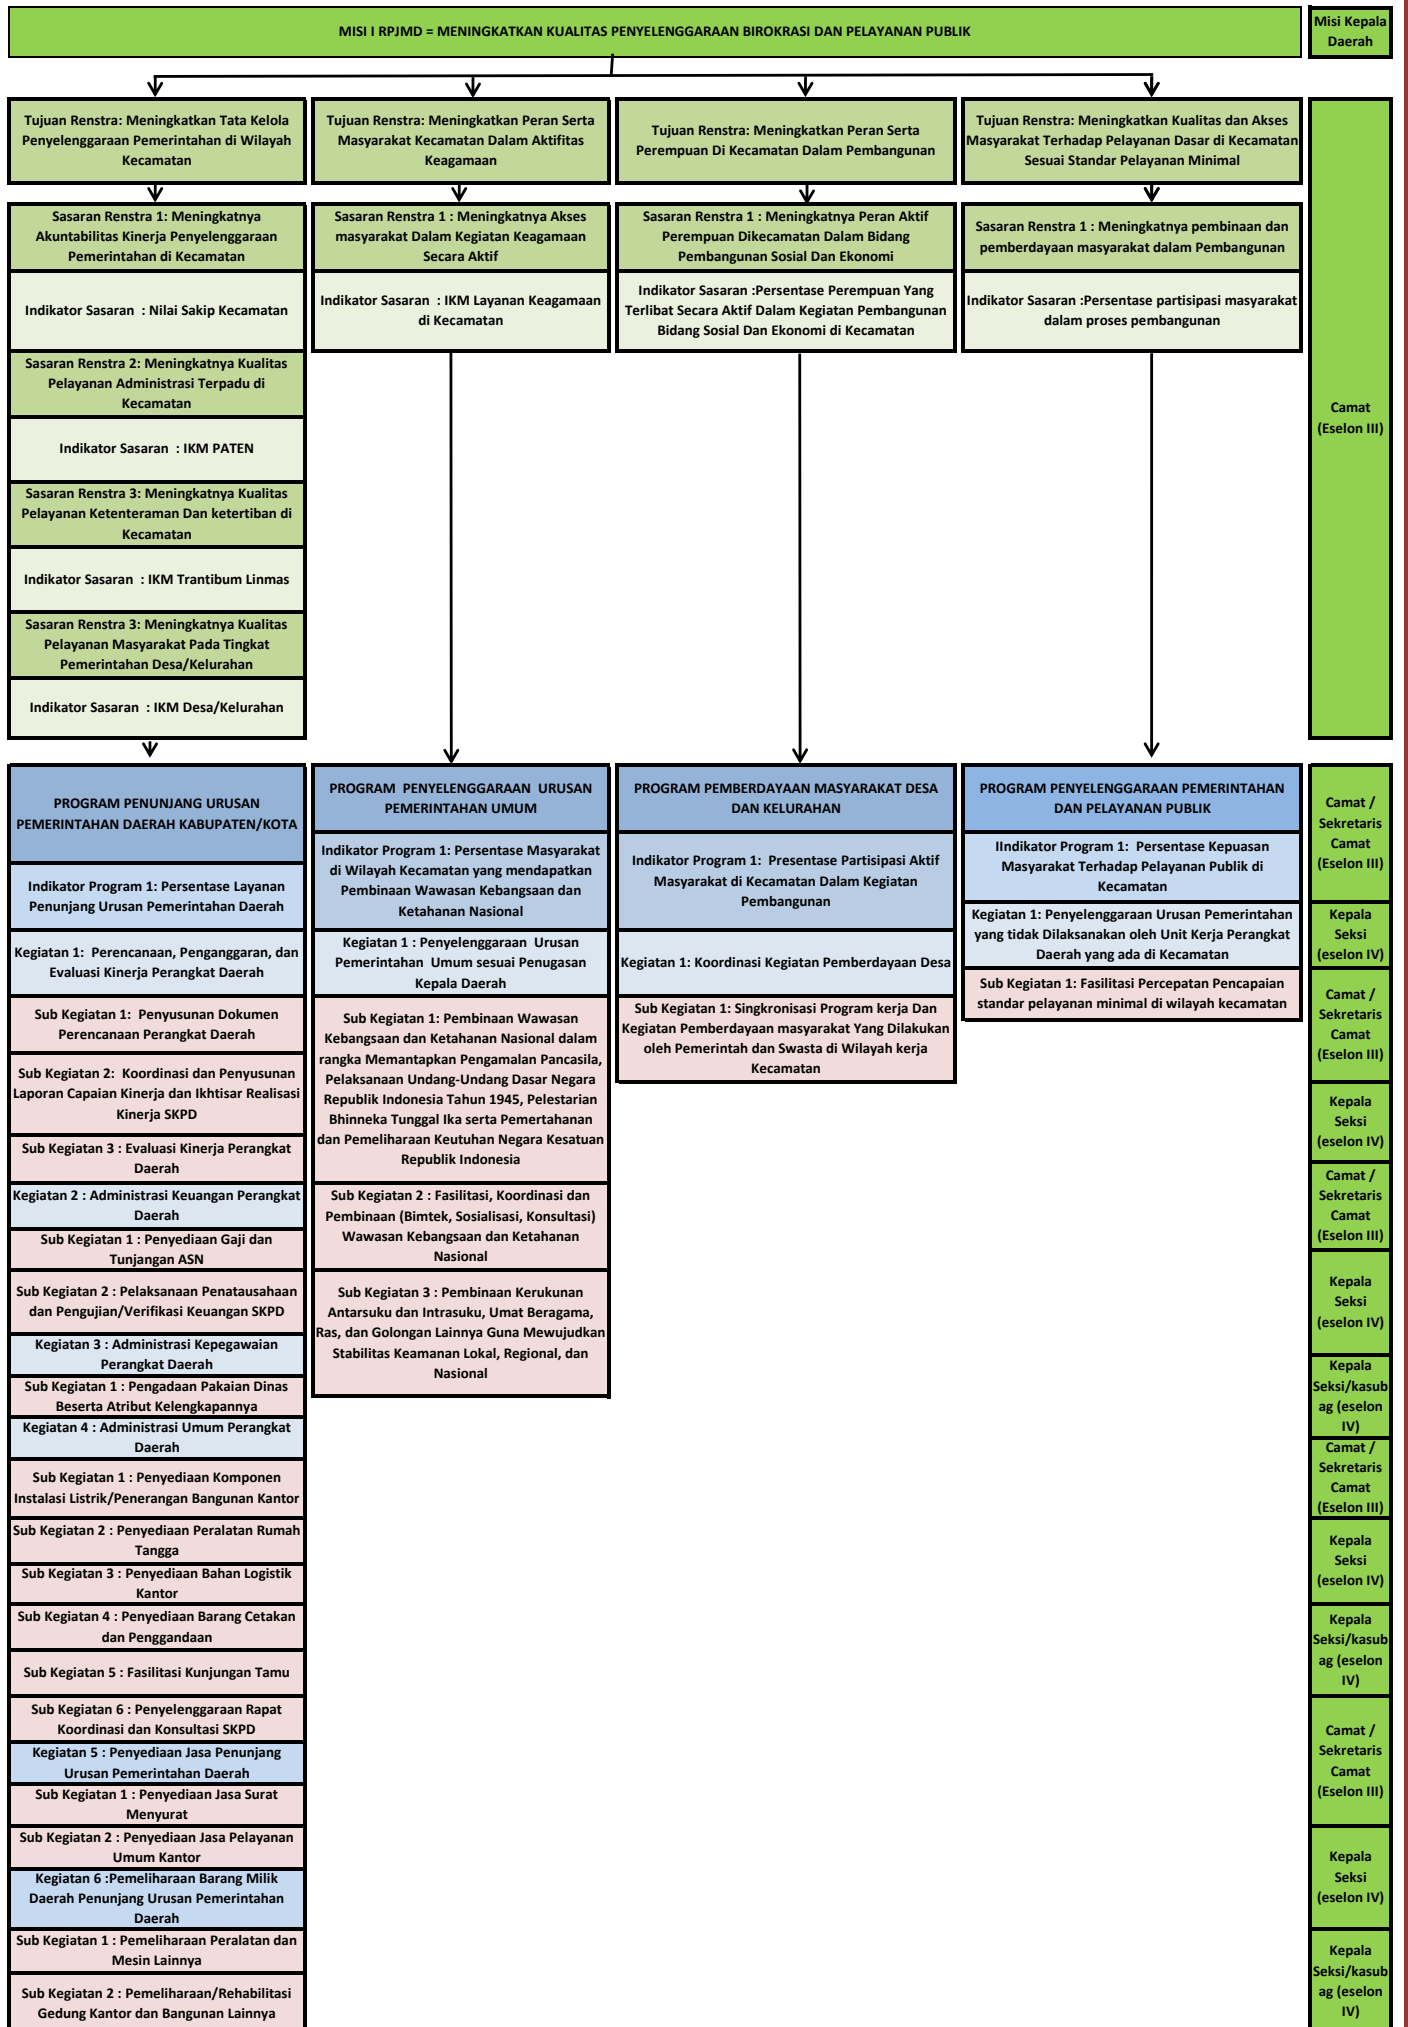 MISI I RPJMD = MENINGKATKAN KUALITAS PENYELENGGARAAN BIROKRASI DAN PELAYANAN PUBLIK
Misi Kepala
Daerah
Tujuan Renstra: Meningkatkan Tata Kelola
Penyelenggaraan Pemerintahan di Wilayah
Kecamatan
Sasaran Renstra 1: Meningkatnya
Akuntabilitas Kinerja Penyelenggaraan
Pemerintahan di Kecamatan
Indikator Sasaran : Nilai Sakip Kecamatan
Sasaran Renstra 2: Meningkatnya Kualitas
Pelayanan Administrasi Terpadu di
Kecamatan
Indikator Sasaran : IKM PATEN
Sasaran Renstra 3: Meningkatnya Kualitas
Pelayanan Ketenteraman Dan ketertiban di
Kecamatan
Indikator Sasaran : IKM Trantibum Linmas
Sasaran Renstra 3: Meningkatnya Kualitas
Pelayanan Masyarakat Pada Tingkat
Pemerintahan Desa/Kelurahan
Indikator Sasaran : IKM Desa/Kelurahan
PROGRAM PENUNJANG URUSAN
PEMERINTAHAN DAERAH KABUPATEN/KOTA
Indikator Program 1: Persentase Layanan
Penunjang Urusan Pemerintahan Daerah
Kegiatan 1: Perencanaan, Penganggaran, dan
Evaluasi Kinerja Perangkat Daerah
Sub Kegiatan 1: Penyusunan Dokumen
Perencanaan Perangkat Daerah
Sub Kegiatan 2: Koordinasi dan Penyusunan
Laporan Capaian Kinerja dan Ikhtisar Realisasi
Kinerja SKPD
Sub Kegiatan 3 : Evaluasi Kinerja Perangkat
Daerah
Kegiatan 2 : Administrasi Keuangan Perangkat
Daerah
Sub Kegiatan 1 : Penyediaan Gaji dan
Tunjangan ASN
Sub Kegiatan 2 : Pelaksanaan Penatausahaan
dan Pengujian/Verifikasi Keuangan SKPD
Kegiatan 3 : Administrasi Kepegawaian
Perangkat Daerah
Sub Kegiatan 1 : Pengadaan Pakaian Dinas
Beserta Atribut Kelengkapannya
Kegiatan 4 : Administrasi Umum Perangkat
Daerah
Sub Kegiatan 1 : Penyediaan Komponen
Instalasi Listrik/Penerangan Bangunan Kantor
Sub Kegiatan 2 : Penyediaan Peralatan Rumah
Tangga
Sub Kegiatan 3 : Penyediaan Bahan Logistik
Kantor
Sub Kegiatan 4 : Penyediaan Barang Cetakan
dan Penggandaan
Sub Kegiatan 5 : Fasilitasi Kunjungan Tamu
Sub Kegiatan 6 : Penyelenggaraan Rapat
Koordinasi dan Konsultasi SKPD
Kegiatan 5 : Penyediaan Jasa Penunjang
Urusan Pemerintahan Daerah
Sub Kegiatan 1 : Penyediaan Jasa Surat
Menyurat
Sub Kegiatan 2 : Penyediaan Jasa Pelayanan
Umum Kantor
Kegiatan 6 :Pemeliharaan Barang Milik
Daerah Penunjang Urusan Pemerintahan
Daerah
Sub Kegiatan 1 : Pemeliharaan Peralatan dan
Mesin Lainnya
Sub Kegiatan 2 : Pemeliharaan/Rehabilitasi
Gedung Kantor dan Bangunan Lainnya
Tujuan Renstra: Meningkatkan Peran Serta
Masyarakat Kecamatan Dalam Aktifitas
Keagamaan
Sasaran Renstra 1 : Meningkatnya Akses
masyarakat Dalam Kegiatan Keagamaan
Secara Aktif
Indikator Sasaran : IKM Layanan Keagamaan
di Kecamatan
PROGRAM PENYELENGGARAAN URUSAN
PEMERINTAHAN UMUM
Indikator Program 1: Persentase Masyarakat
di Wilayah Kecamatan yang mendapatkan
Pembinaan Wawasan Kebangsaan dan
Ketahanan Nasional
Kegiatan 1 : Penyelenggaraan Urusan
Pemerintahan Umum sesuai Penugasan
Kepala Daerah
Sub Kegiatan 1: Pembinaan Wawasan
Kebangsaan dan Ketahanan Nasional dalam
rangka Memantapkan Pengamalan Pancasila,
Pelaksanaan Undang-Undang Dasar Negara
Republik Indonesia Tahun 1945, Pelestarian
Bhinneka Tunggal Ika serta Pemertahanan
dan Pemeliharaan Keutuhan Negara Kesatuan
Republik Indonesia
Sub Kegiatan 2 : Fasilitasi, Koordinasi dan
Pembinaan (Bimtek, Sosialisasi, Konsultasi)
Wawasan Kebangsaan dan Ketahanan
Nasional
Sub Kegiatan 3 : Pembinaan Kerukunan
Antarsuku dan Intrasuku, Umat Beragama,
Ras, dan Golongan Lainnya Guna Mewujudkan
Stabilitas Keamanan Lokal, Regional, dan
Nasional
Tujuan Renstra: Meningkatkan Peran Serta
Perempuan Di Kecamatan Dalam Pembangunan
Sasaran Renstra 1 : Meningkatnya Peran Aktif
Perempuan Dikecamatan Dalam Bidang
Pembangunan Sosial Dan Ekonomi
Indikator Sasaran :Persentase Perempuan Yang
Terlibat Secara Aktif Dalam Kegiatan Pembangunan
Bidang Sosial Dan Ekonomi di Kecamatan
PROGRAM PEMBERDAYAAN MASYARAKAT DESA
DAN KELURAHAN
Indikator Program 1: Presentase Partisipasi Aktif
Masyarakat di Kecamatan Dalam Kegiatan
Pembangunan
Kegiatan 1: Koordinasi Kegiatan Pemberdayaan Desa
Sub Kegiatan 1: Singkronisasi Program kerja Dan
Kegiatan Pemberdayaan masyarakat Yang Dilakukan
oleh Pemerintah dan Swasta di Wilayah kerja
Kecamatan
Tujuan Renstra: Meningkatkan Kualitas dan Akses
Masyarakat Terhadap Pelayanan Dasar di Kecamatan
Sesuai Standar Pelayanan Minimal
Sasaran Renstra 1 : Meningkatnya pembinaan dan
pemberdayaan masyarakat dalam Pembangunan
Indikator Sasaran :Persentase partisipasi masyarakat
dalam proses pembangunan
PROGRAM PENYELENGGARAAN PEMERINTAHAN
DAN PELAYANAN PUBLIK
IIndikator Program 1: Persentase Kepuasan
Masyarakat Terhadap Pelayanan Publik di
Kecamatan
Kegiatan 1: Penyelenggaraan Urusan Pemerintahan
yang tidak Dilaksanakan oleh Unit Kerja Perangkat
Daerah yang ada di Kecamatan
Sub Kegiatan 1: Fasilitasi Percepatan Pencapaian
standar pelayanan minimal di wilayah kecamatan
Camat
(Eselon III)
Camat /
Sekretaris
Camat
(Eselon III)
Kepala
Seksi
(eselon IV)
Camat /
Sekretaris
Camat
(Eselon III)
Kepala
Seksi
(eselon IV)
Camat /
Sekretaris
Camat
(Eselon III)
Kepala
Seksi
(eselon IV)
Kepala
Seksi/kasub
ag (eselon
IV)
Camat /
Sekretaris
Camat
(Eselon III)
Kepala
Seksi
(eselon IV)
Kepala
Seksi/kasub
ag (eselon
IV)
Camat /
Sekretaris
Camat
(Eselon III)
Kepala
Seksi
(eselon IV)
Kepala
Seksi/kasub
ag (eselon
IV)